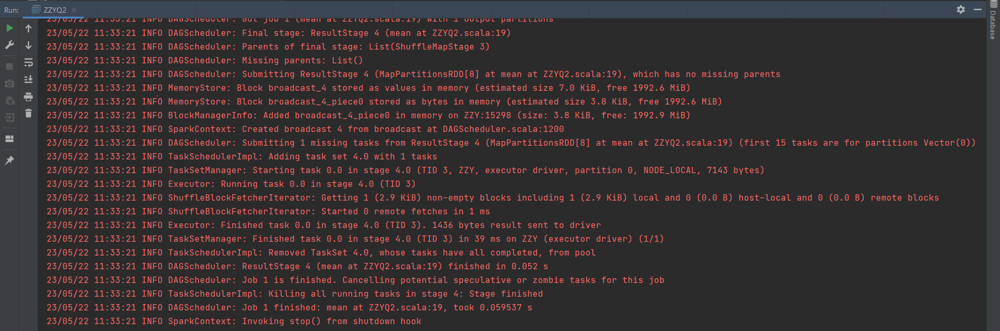 Run:
ZZYQ2
23/05/22 11:33:21 INFO DAGScheduler: Got job 1 (mean at ZZYQ2.scala:19) with 1 output partitions
23/05/22 11:33:21 INFO DAGScheduler: Final stage: ResultStage 4 (mean at ZZYQ2.scala:19)
23/05/22 11:33:21 INFO DAGScheduler: Parents of final stage: List(ShuffleMapStage 3)
23/05/22 11:33:21 INFO DAGScheduler: Missing parents: List()
23/05/22 11:33:21 INFO DAGScheduler: Submitting ResultStage 4 (MapPartitionsRDD[8] at mean at ZZYQ2.scala:19), which has no missing parents
23/05/22 11:33:21 INFO MemoryStore: Block broadcast_4 stored as values in memory (estimated size 7.0 KiB, free 1992.6 MiB)
23/05/22 11:33:21 INFO MemoryStore: Block broadcast_4_piece0 stored as bytes in memory (estimated size 3.8 KiB, free 1992.6 MiB)
23/05/22 11:33:21 INFO BlockManagerInfo: Added broadcast_4_piece0 in memory on ZZY:15298 (size: 3.8 KiB, free: 1992.9 MiB)
23/05/22 11:33:21 INFO SparkContext: Created broadcast 4 from broadcast at DAGScheduler.scala:1200
23/05/22 11:33:21 INFO DAGScheduler: Submitting 1 missing tasks from ResultStage 4 (MapPartitionsRDD[8] at mean at ZZYQ2.scala:19) (first 15 tasks are for partitions Vector(0))
23/05/22 11:33:21 INFO TaskSchedulerImpl: Adding task set 4.0 with 1 tasks
23/05/22 11:33:21 INFO TaskSetManager: Starting task 0.0 in stage 4.0 (TID 3, ZZY, executor driver, partition 0, NODE_LOCAL, 7143 bytes)
23/05/22 11:33:21 INFO Executor: Running task 0.0 in stage 4.0 (TID 3)
23/05/22 11:33:21 INFO ShuffleBlockFetcherIterator: Getting 1 (2.9 KiB) non-empty blocks including 1 (2.9 KiB) local and 0 (0.0 B) host-local and 0 (0.0 B) remote blocks
23/05/22 11:33:21 INFO ShuffleBlockFetcherIterator: Started 0 remote fetches in 1 ms
23/05/22 11:33:21 INFO Executor: Finished task 0.0 in stage 4.0 (TID 3). 1436 bytes result sent to driver
23/05/22 11:33:21 INFO TaskSetManager: Finished task 0.0 in stage 4.0 (TID 3) in 39 ms on ZZY (executor driver) (1/1)
23/05/22 11:33:21 INFO TaskSchedulerImpl: Removed TaskSet 4.0, whose tasks have all completed, from pool
23/05/22 11:33:21 INFO DAGScheduler: ResultStage 4 (mean at ZZYQ2.scala:19) finished in 0.052 s
23/05/22 11:33:21 INFO DAGScheduler: Job 1 is finished. Cancelling potential speculative or zombie tasks for this job
23/05/22 11:33:21 INFO TaskSchedulerImpl: Killing all running tasks in stage 4: Stage finished
23/05/22 11:33:21 INFO DAGScheduler: Job 1 finished: mean at ZZYQ2.scala:19, took 0.059537 s
23/05/22 11:33:21 INFO SparkContext: Invoking stop() from shutdown hook
Database